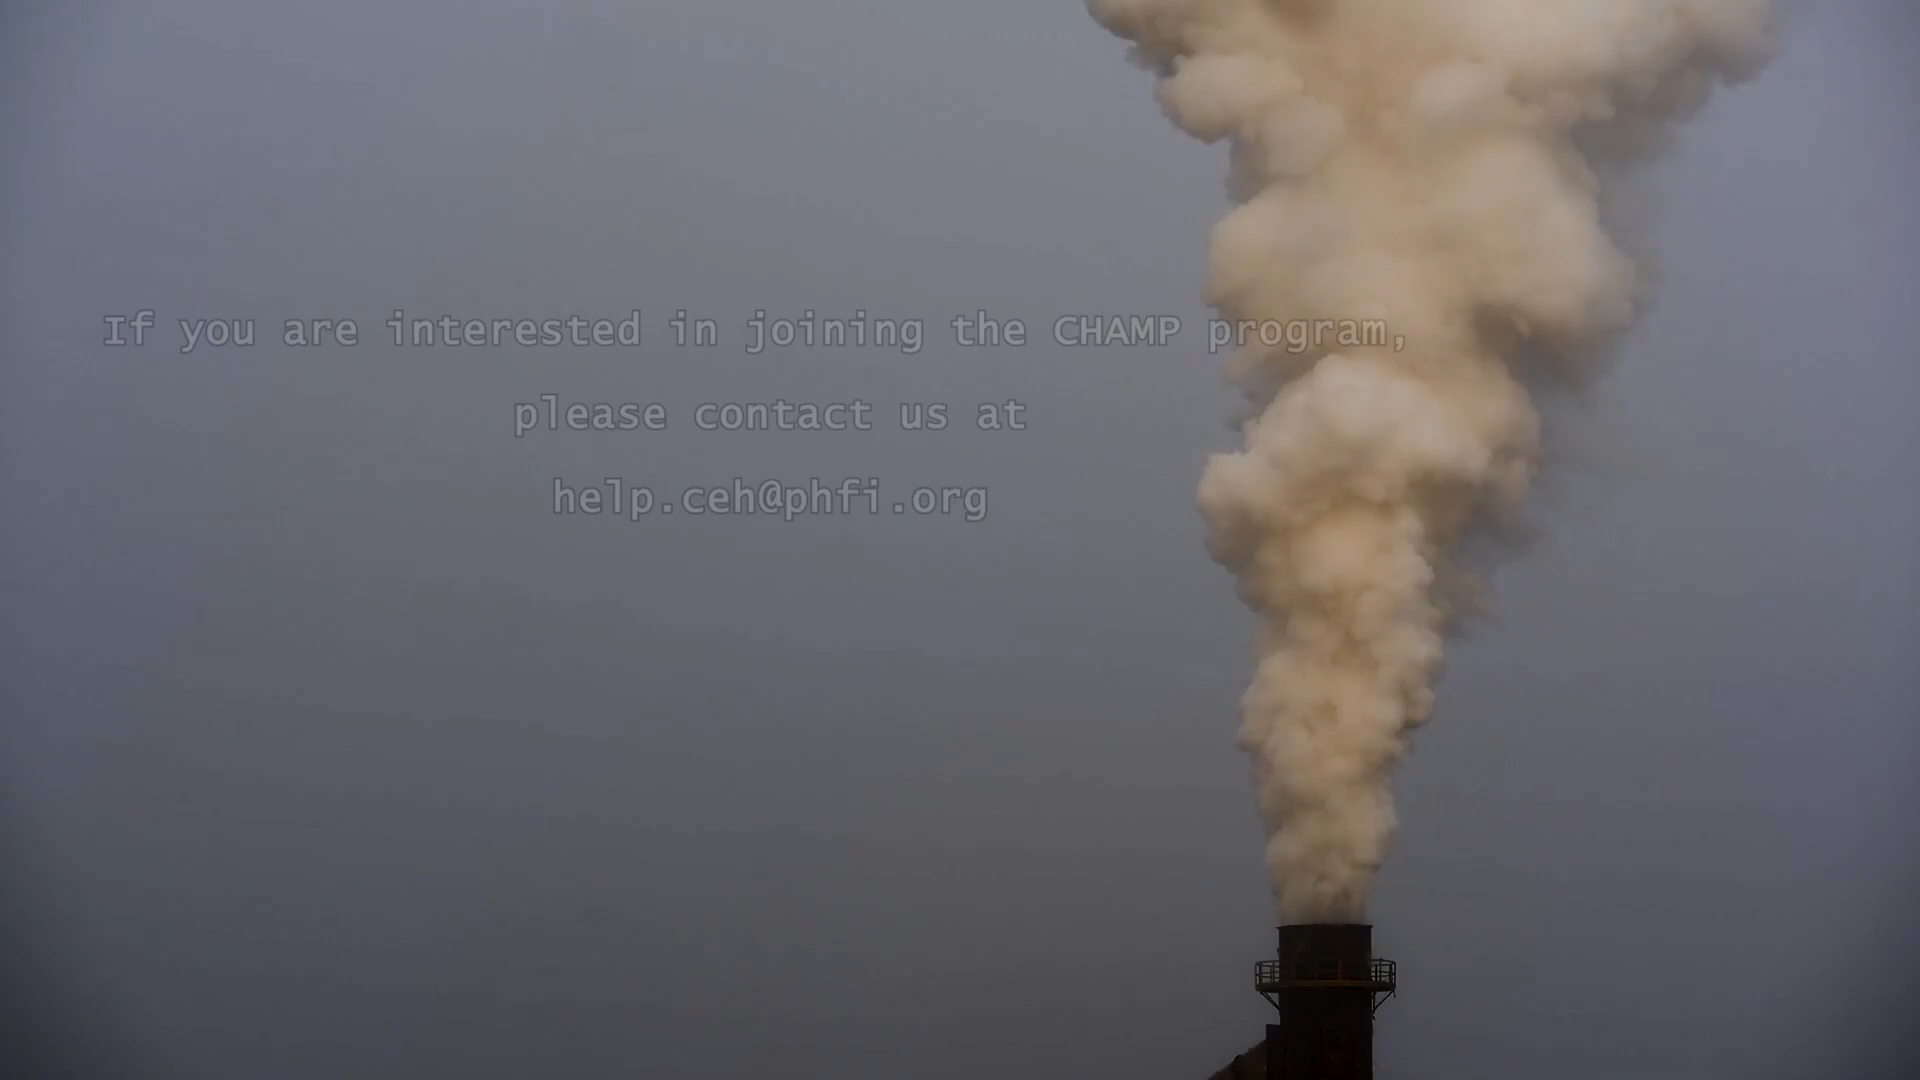 If you are interested in joining the CHAMP program,
please contact us at
help.ceh@phfi.org